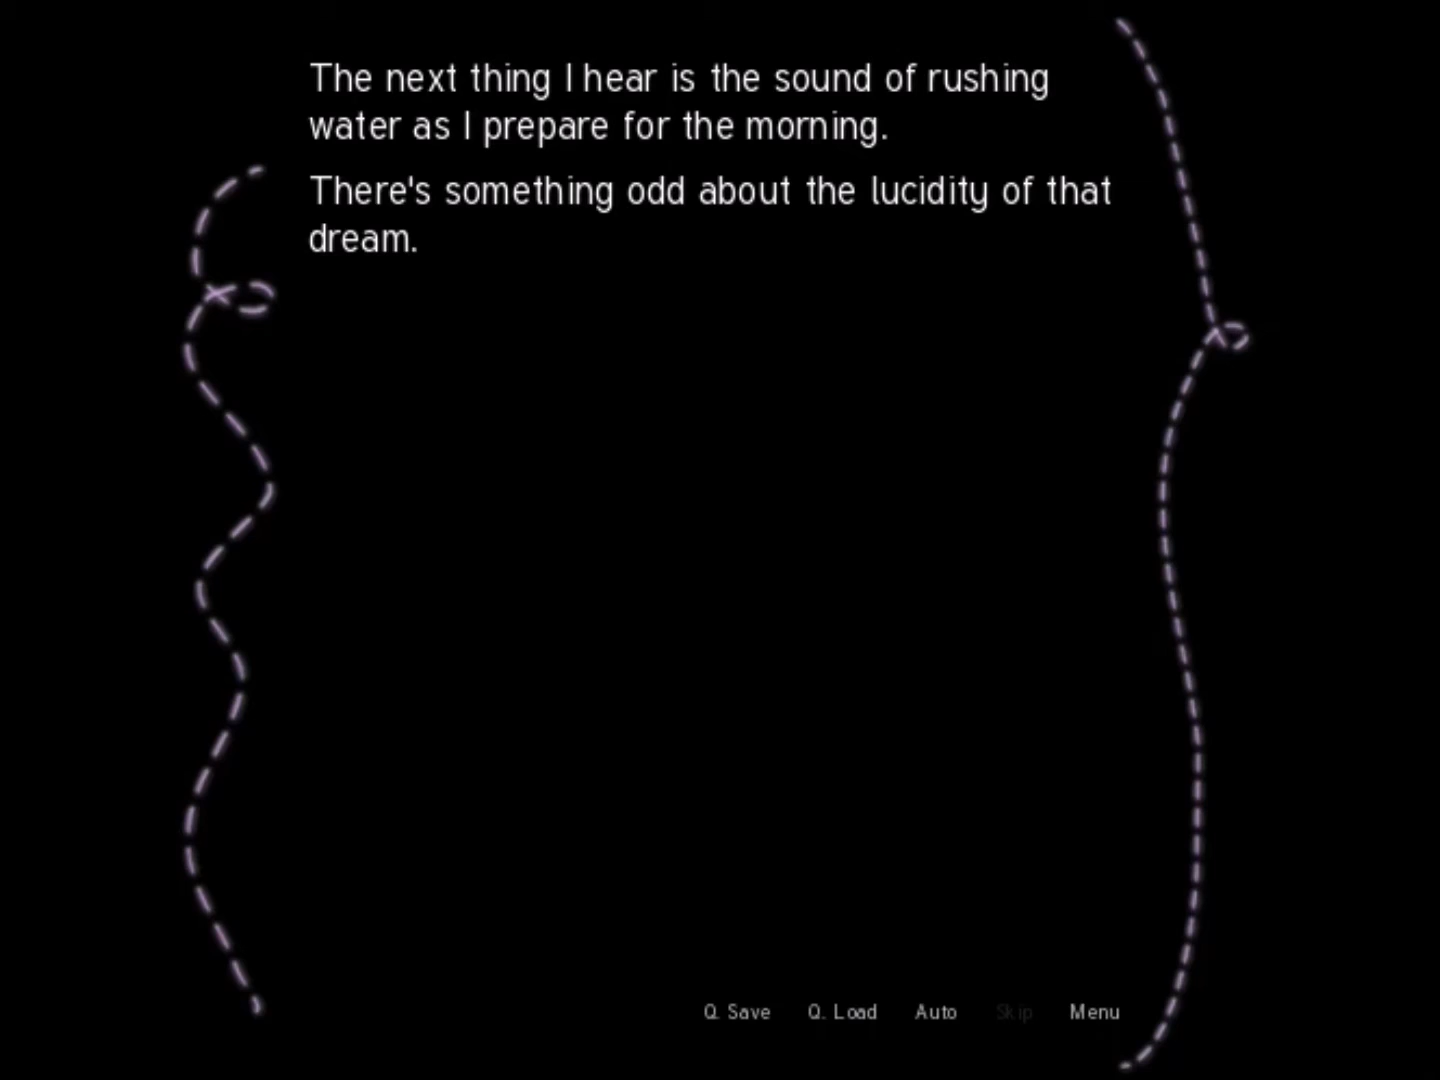 The next thing I hear is the sound of rushing
water as I prepare for the morning.
There's something odd about the lucidity of that
dream.
Q. Save Q. Load Auto Skip Menu